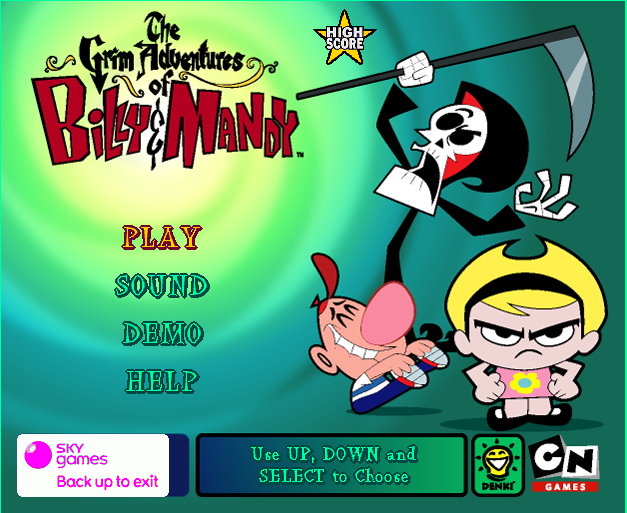 The
Grim Adventures
of
BILLY & MANDY™
HIGH
SCORE
PLAY
SOUND
DEMO
HELP
SKY
games
Back up to exit
Use UP, DOWN and
SELECT to Choose
DENKI
CN
GAMES